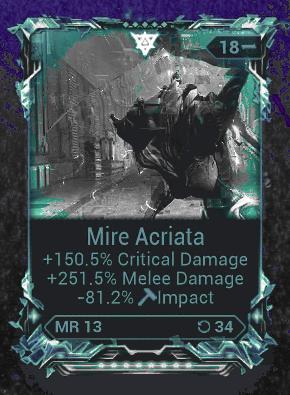 18
Mire Acriata
+150.5% Critical Damage
+251.5% Melee Damage
-81.2% Impact
MR 13
34